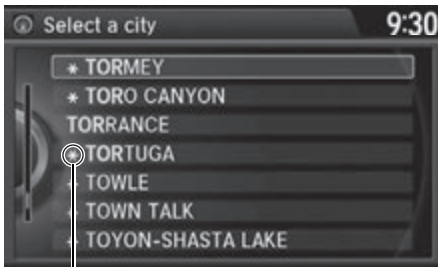 Select a city
9:30
* TORMEY
* TORO CANYON
TORRANCE
* TORTUGA
* TOWLE
* TOWN TALK
* TOYON-SHASTA LAKE